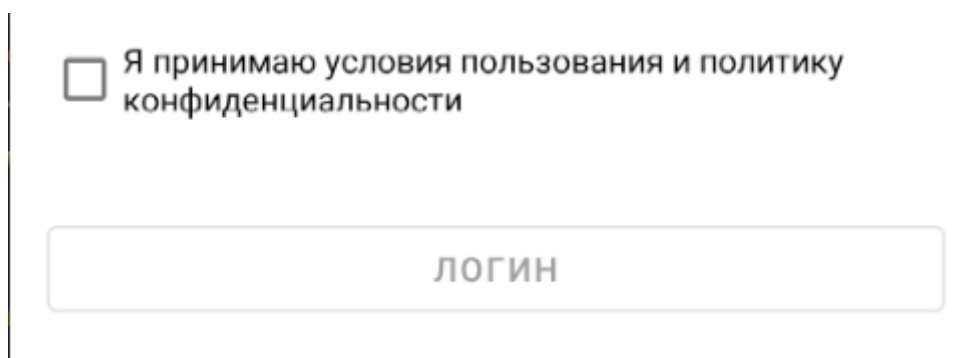 Я принимаю условия пользования и политику
конфиденциальности
ЛОГИН